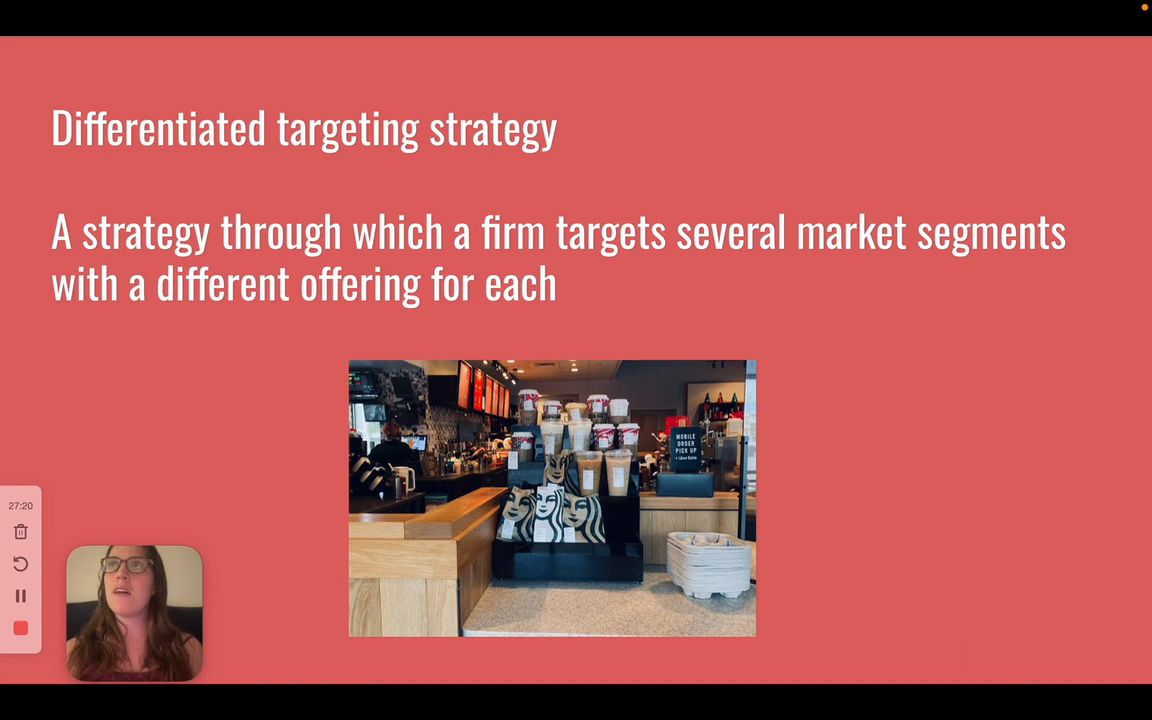 Differentiated targeting strategy
A strategy through which a firm targets several market segments
with a different offering for each
MOBILE
ORDER
PICK UP
27:20